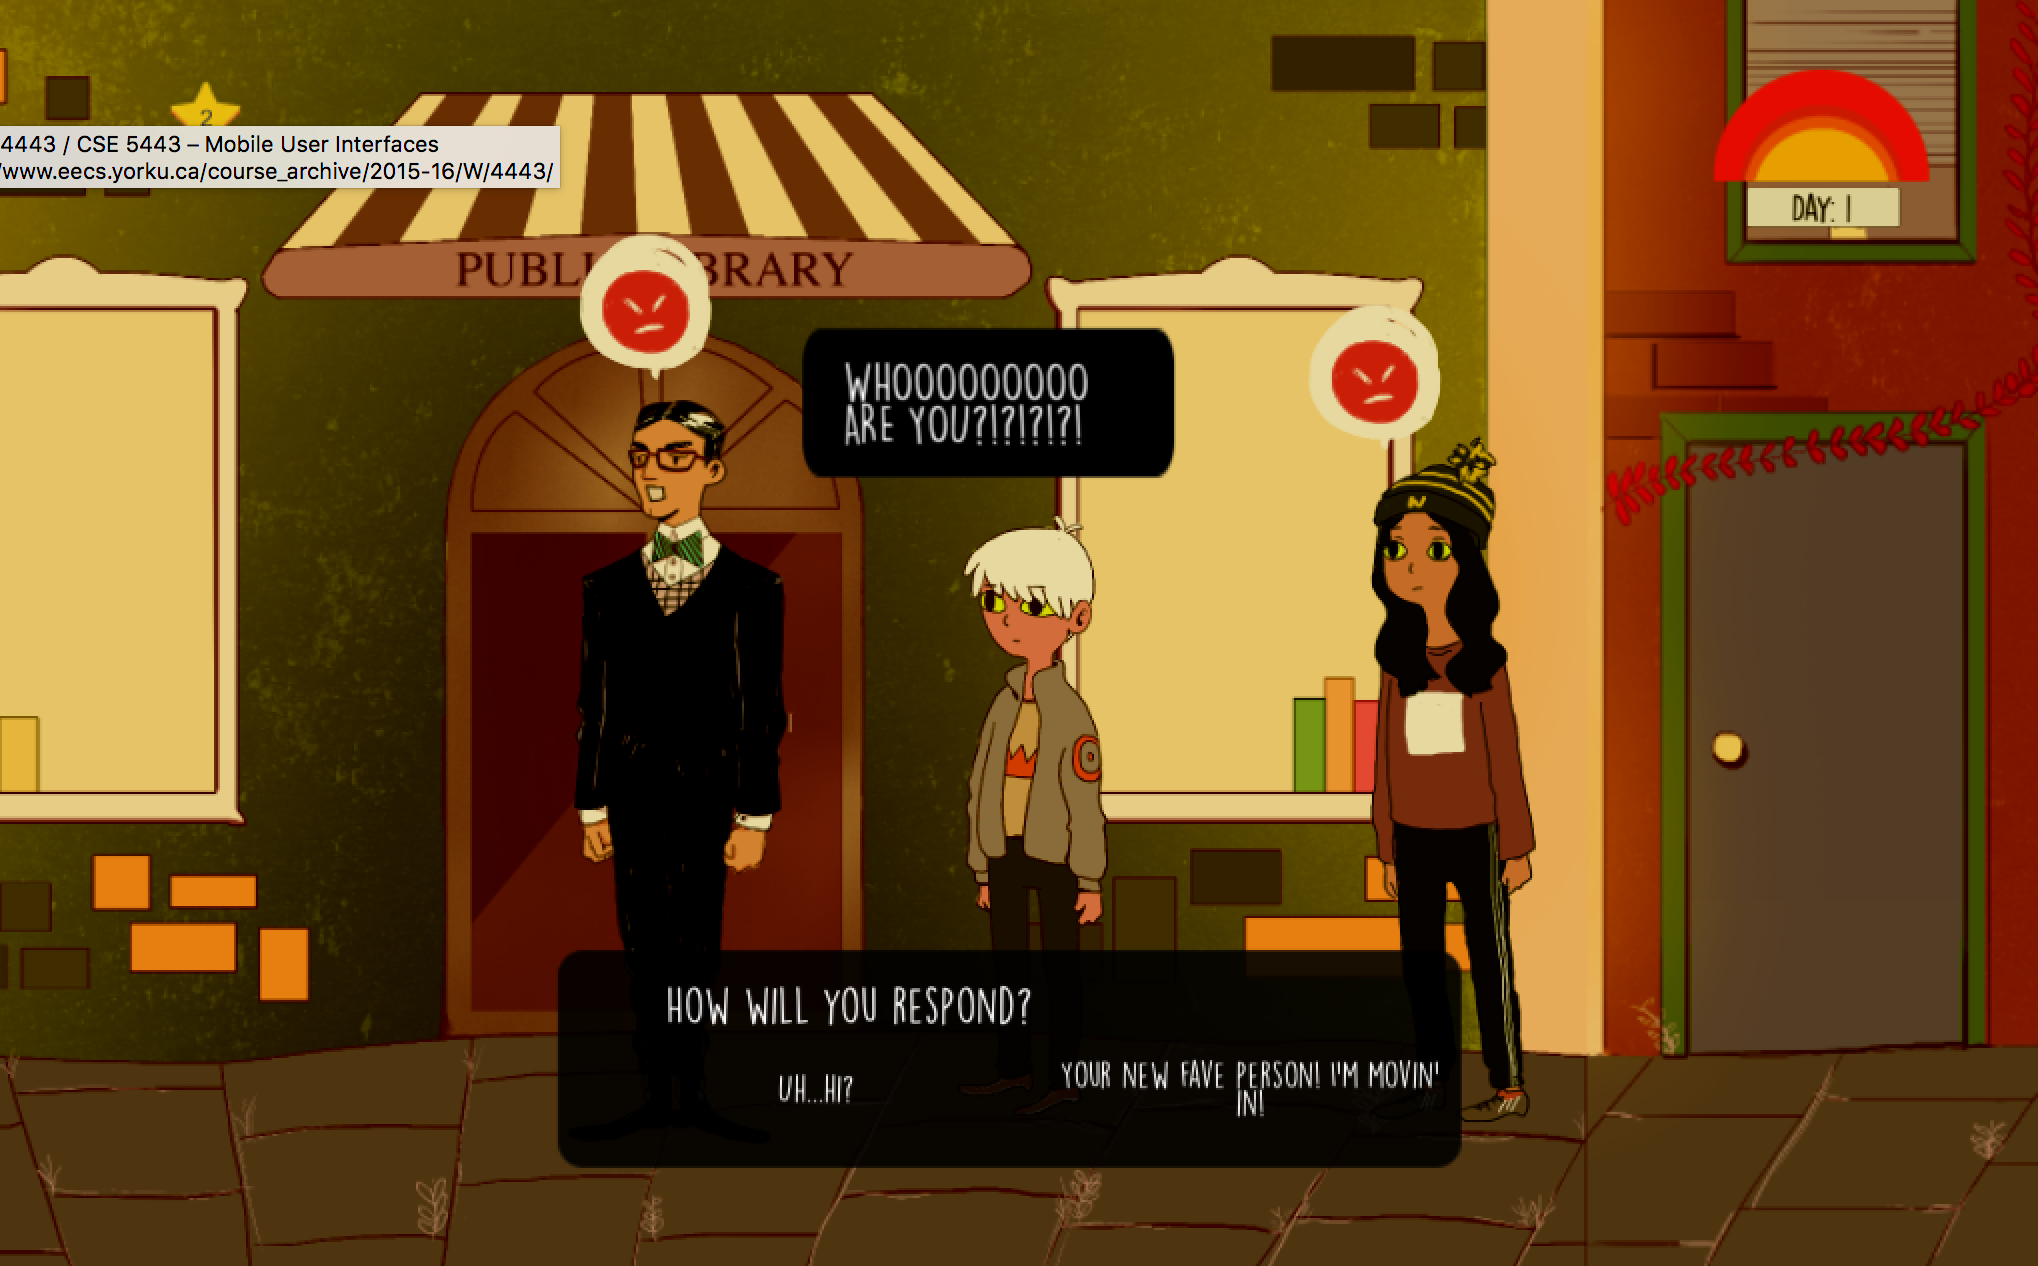 2
4443 / CSE 5443 – Mobile User Interfaces
/www.eecs.yorku.ca/course_archive/2015-16/W/4443/
DAY: 1
PUBLI BRARY
WHOOOOOOOOO
ARE YOU?!?!?!?!
N
HOW WILL YOU RESPOND?
UH...HI?
YOUR NEW FAVE PERSON! I'M MOVIN'
IN!